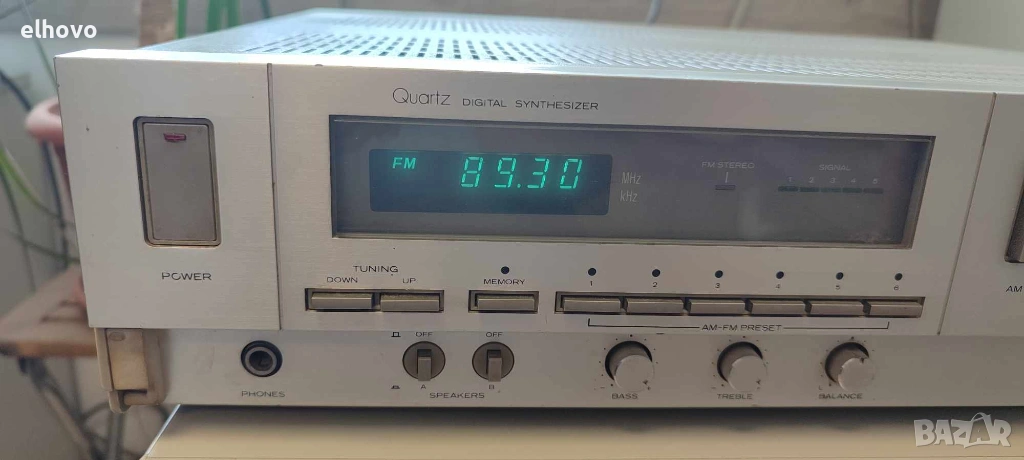 elhovo
Quartz DIGITAL SYNTHESIZER
FM 89.30 MHz kHz
FM STEREO
SIGNAL
1 2 3 4 5
POWER
TUNING
DOWN UP
MEMORY
1 2 3 4 5 6
AM-FM PRESET
AM
OFF OFF
A B
SPEAKERS
PHONES
BASS
TREBLE
BALANCE
BAZAR